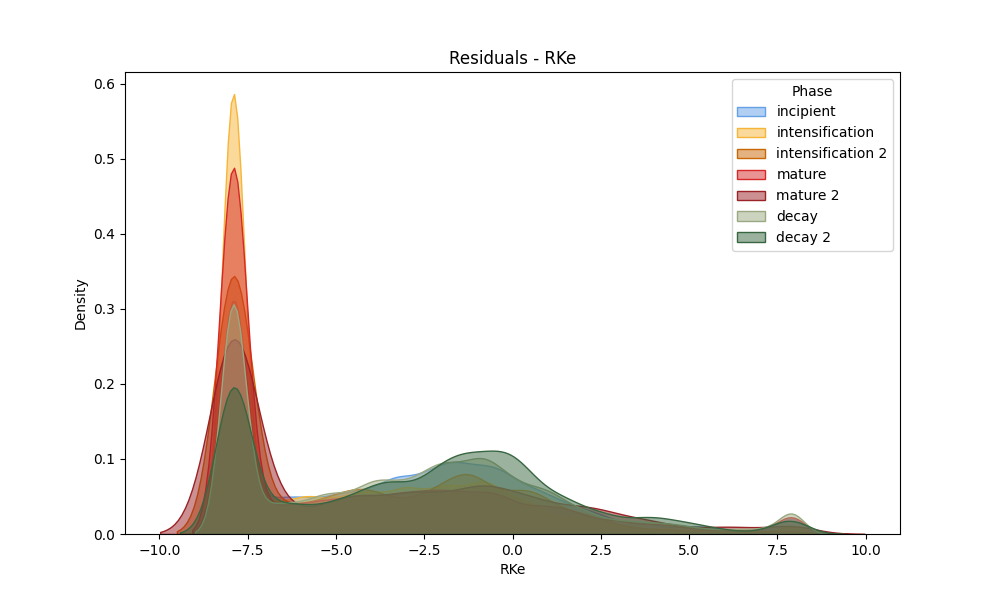 Residuals - RKe
Density
0.6
0.5
0.4
0.3
0.2
0.1
0.0
−10.0
−7.5
−5.0
−2.5
0.0
2.5
5.0
7.5
10.0
RKe
Phase
incipient
intensification
intensification 2
mature
mature 2
decay
decay 2